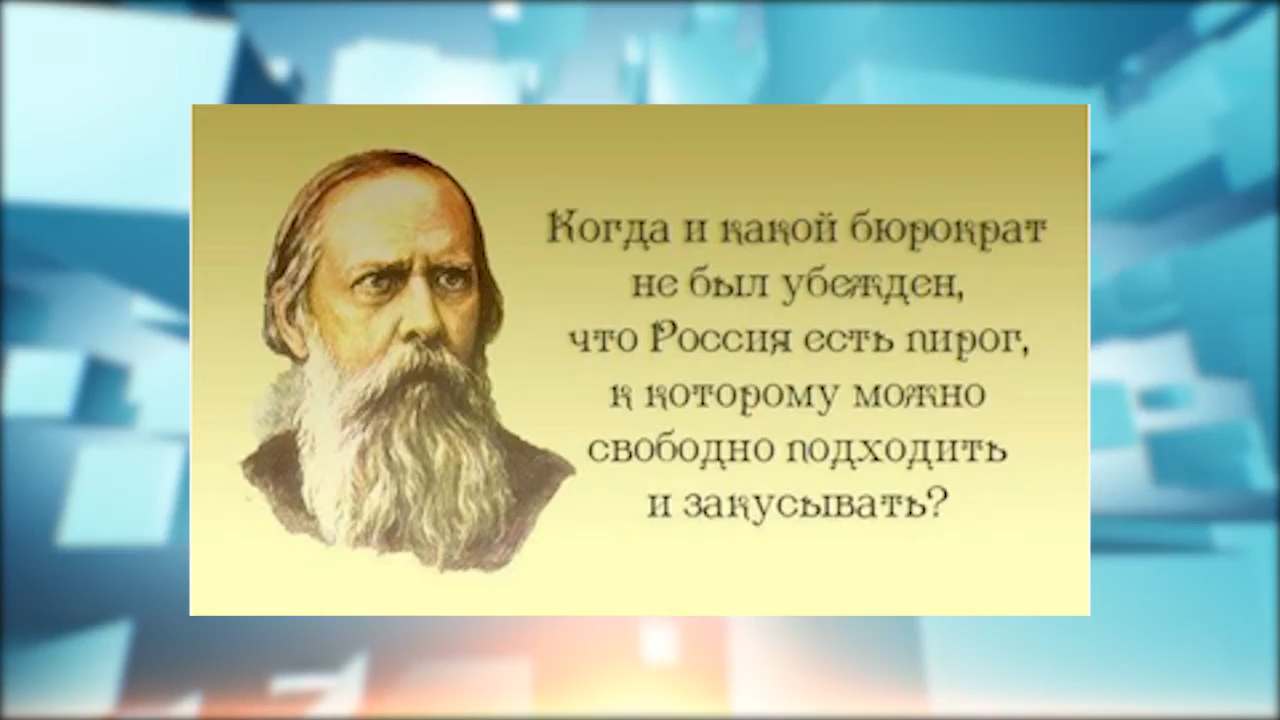 Когда и какой бюрократ
не был убежден,
что Россия есть пирог,
к которому можно
свободно подходить
и закусывать?